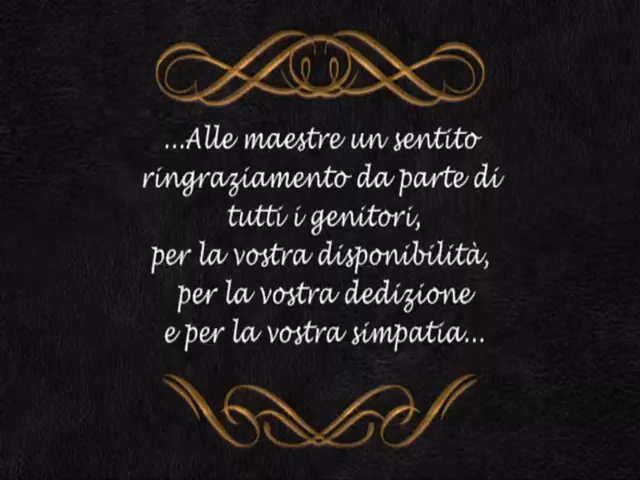 ...Alle maestre un sentito
ringraziamento da parte di
tutti i genitori,
per la vostra disponibilità,
per la vostra dedizione
e per la vostra simpatia...